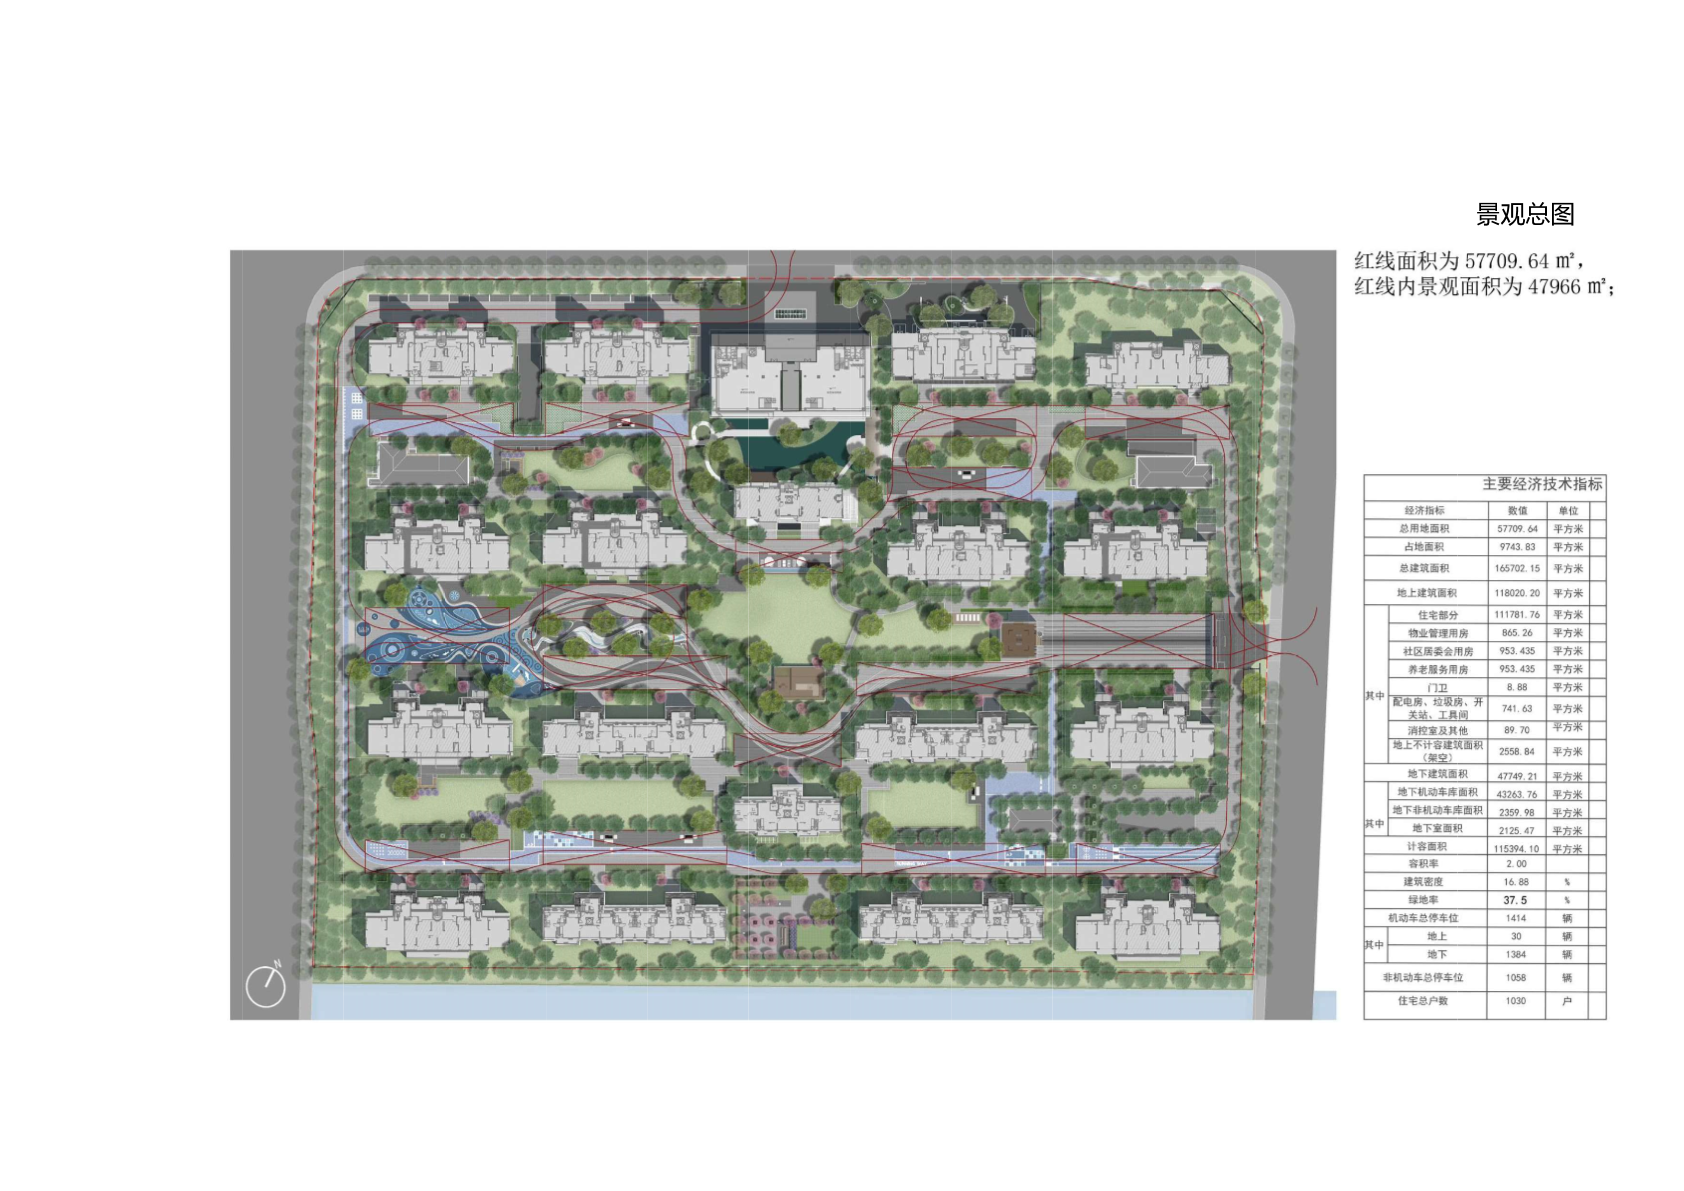 景观总图
红线面积为57709.64㎡，
红线内景观面积为47966㎡；
主要经济技术指标
经济指标 数值 单位
总用地面积 57709.64 平方米
占地面积 9743.83 平方米
总建筑面积 165702.15 平方米
地上建筑面积 118020.20 平方米
其中
住宅部分 111781.76 平方米
物业管理用房 865.26 平方米
社区居委会用房 953.435 平方米
养老服务用房 953.435 平方米
门卫 8.88 平方米
配电房、垃圾房、开
关站、工具间 741.63 平方米
消控室及其他 89.70 平方米
地上不计容建筑面积
（架空） 2558.84 平方米
地下建筑面积 47749.21 平方米
其中
地下机动车库面积 43263.76 平方米
地下非机动车库面积 2359.98 平方米
地下室面积 2125.47 平方米
计容面积 115394.10 平方米
容积率 2.00
建筑密度 16.88 %
绿地率 37.5 %
机动车总停车位 1414 辆
其中
地上 30 辆
地下 1384 辆
非机动车总停车位 1058 辆
住宅总户数 1030 户
N